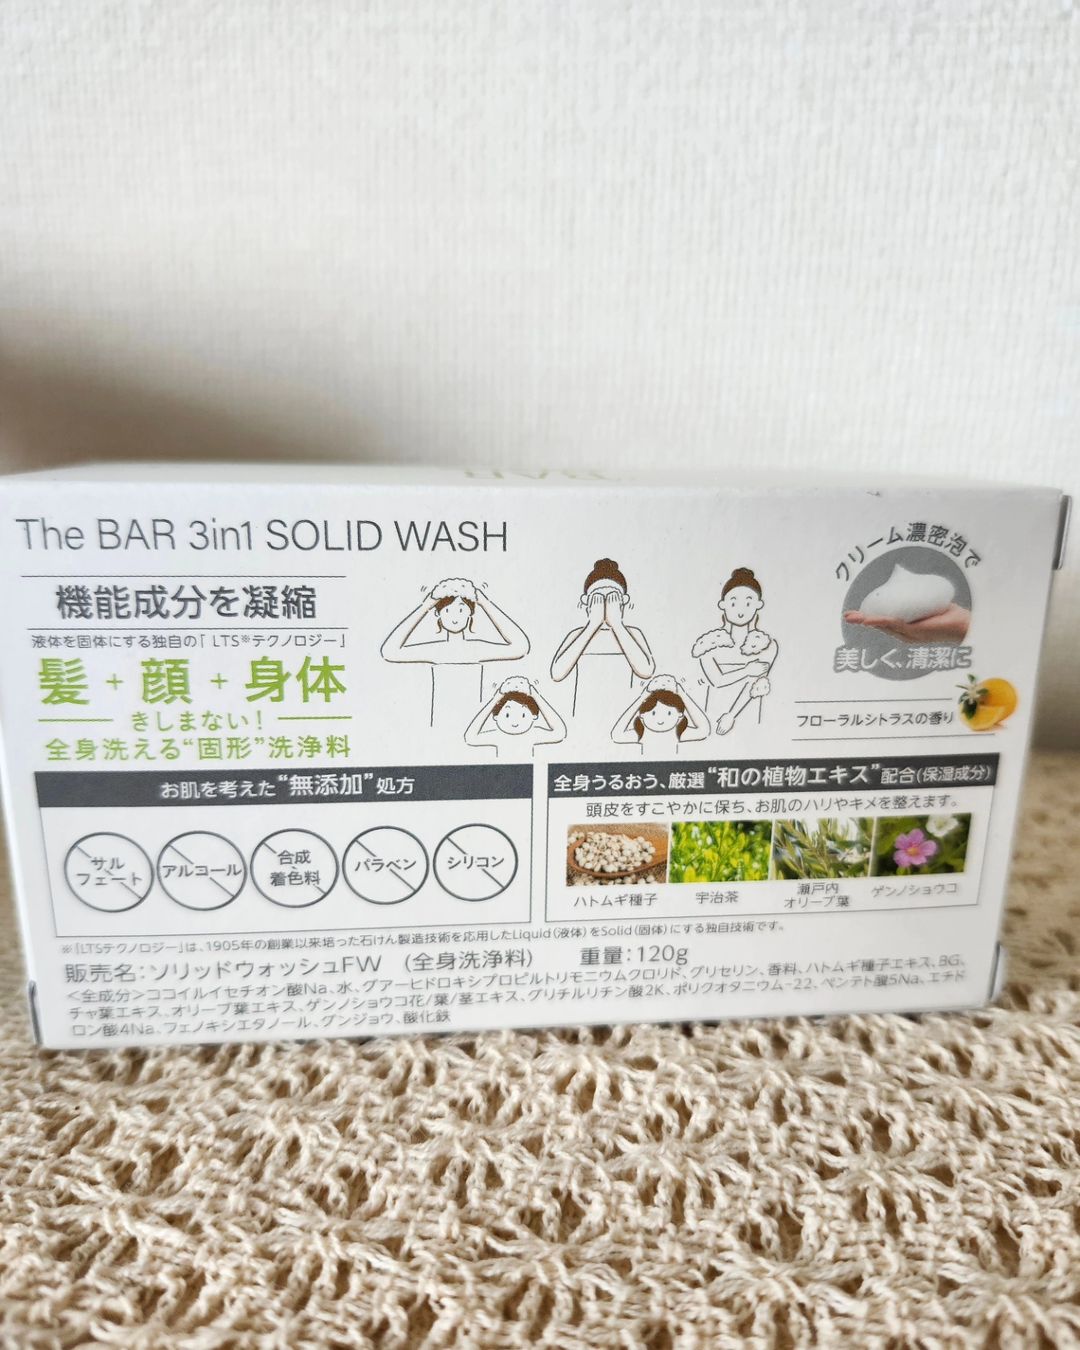 The BAR 3in1 SOLID WASH
機能成分を凝縮
液体を固体にする独自の「LTS※テクノロジー」
髪+顔+身体
きしまない!
全身洗える“固形”洗浄料
クリーム濃密泡で
美しく、清潔に
フローラルシトラスの香り
お肌を考えた“無添加”処方
サルフェート
アルコール
合成着色料
パラベン
シリコン
全身うるおう、厳選“和の植物エキス”配合(保湿成分)
頭皮をすこやかに保ち、お肌のハリやキメを整えます。
ハトムギ種子
宇治茶
瀬戸内
オリーブ葉
ゲンノショウコ
※「LTSテクノロジー」は、1905年の創業以来培った石けん製造技術を応用したLiquid(液体)をSolid(固体)にする独自技術です。
販売名:ソリッドウォッシュFW (全身洗浄料) 重量:120g
<全成分>ココイルイセチオン酸Na、水、グアーヒドロキシプロピルトリモニウムクロリド、グリセリン、香料、ハトムギ種子エキス、BG、
チャ葉エキス、オリーブ葉エキス、ゲンノショウコ花/葉/茎エキス、グリチルリチン酸2K、ポリクオタニウム-22、ペンテト酸5Na、エチド
ロン酸4Na、フェノキシエタノール、グンジョウ、酸化鉄